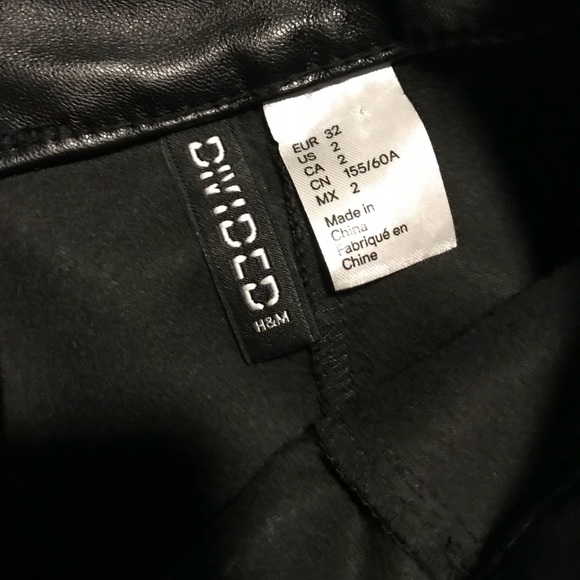 DIVIDED
H&M
EUR 32
US 2
CA 2
CN 155/60A
MX 2
Made in
China
Fabriqué en
Chine